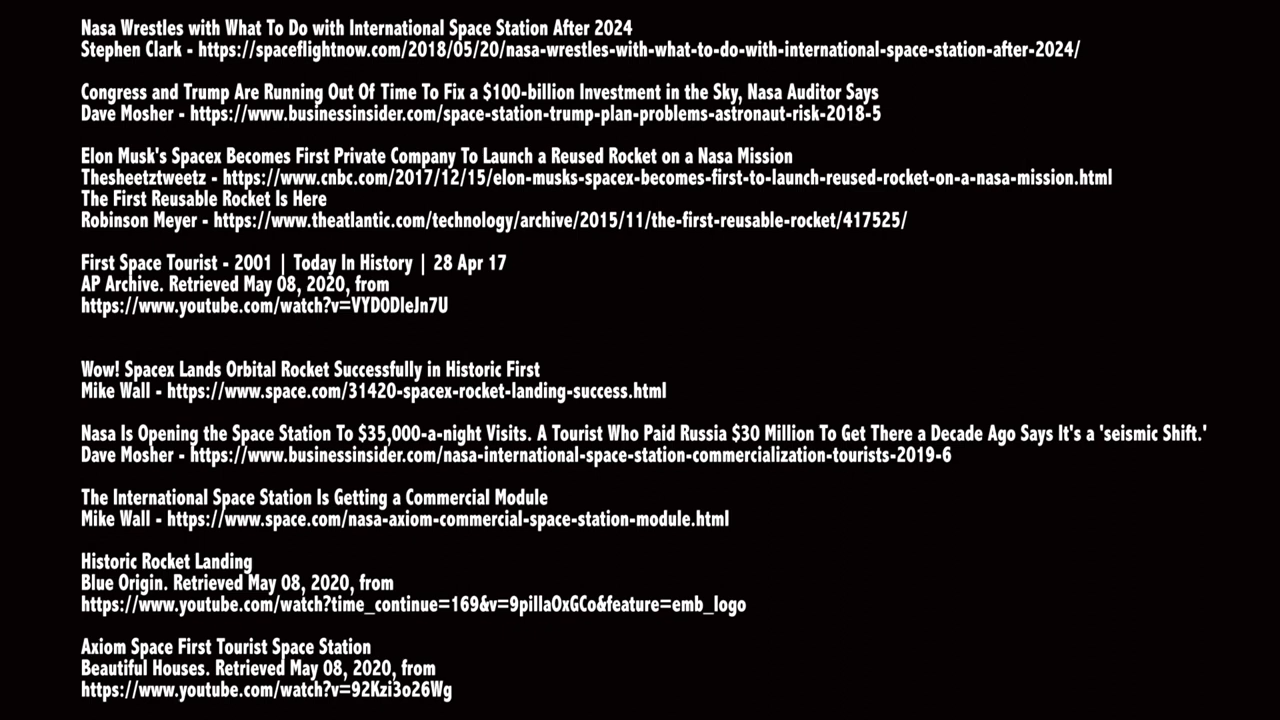 Nasa Wrestles with What To Do with International Space Station After 2024
Stephen Clark - https://spaceflightnow.com/2018/05/20/nasa-wrestles-with-what-to-do-with-international-space-station-after-2024/
Congress and Trump Are Running Out Of Time To Fix a $100-billion Investment in the Sky, Nasa Auditor Says
Dave Mosher - https://www.businessinsider.com/space-station-trump-plan-problems-astronaut-risk-2018-5
Elon Musk's Spacex Becomes First Private Company To Launch a Reused Rocket on a Nasa Mission
Thesheetztweetz - https://www.cnbc.com/2017/12/15/elon-musks-spacex-becomes-first-to-launch-reused-rocket-on-a-nasa-mission.html
The First Reusable Rocket Is Here
Robinson Meyer - https://www.theatlantic.com/technology/archive/2015/11/the-first-reusable-rocket/417525/
First Space Tourist - 2001 | Today In History | 28 Apr 17
AP Archive. Retrieved May 08, 2020, from
https://www.youtube.com/watch?v=VYD0DIeJn7U
Wow! Spacex Lands Orbital Rocket Successfully in Historic First
Mike Wall - https://www.space.com/31420-spacex-rocket-landing-success.html
Nasa Is Opening the Space Station To $35,000-a-night Visits. A Tourist Who Paid Russia $30 Million To Get There a Decade Ago Says It's a 'seismic Shift.'
Dave Mosher - https://www.businessinsider.com/nasa-international-space-station-commercialization-tourists-2019-6
The International Space Station Is Getting a Commercial Module
Mike Wall - https://www.space.com/nasa-axiom-commercial-space-station-module.html
Historic Rocket Landing
Blue Origin. Retrieved May 08, 2020, from
https://www.youtube.com/watch?time_continue=169&v=9pillaOxGCo&feature=emb_logo
Axiom Space First Tourist Space Station
Beautiful Houses. Retrieved May 08, 2020, from
https://www.youtube.com/watch?v=92Kzi3o26Wg